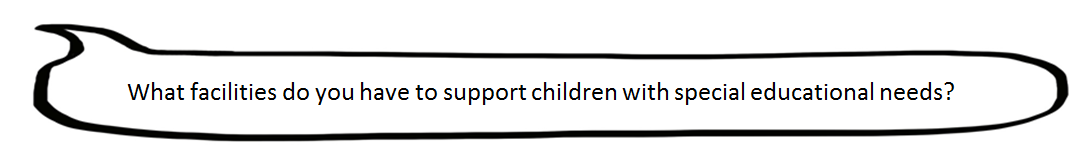 What facilities do you have to support children with special educational needs?